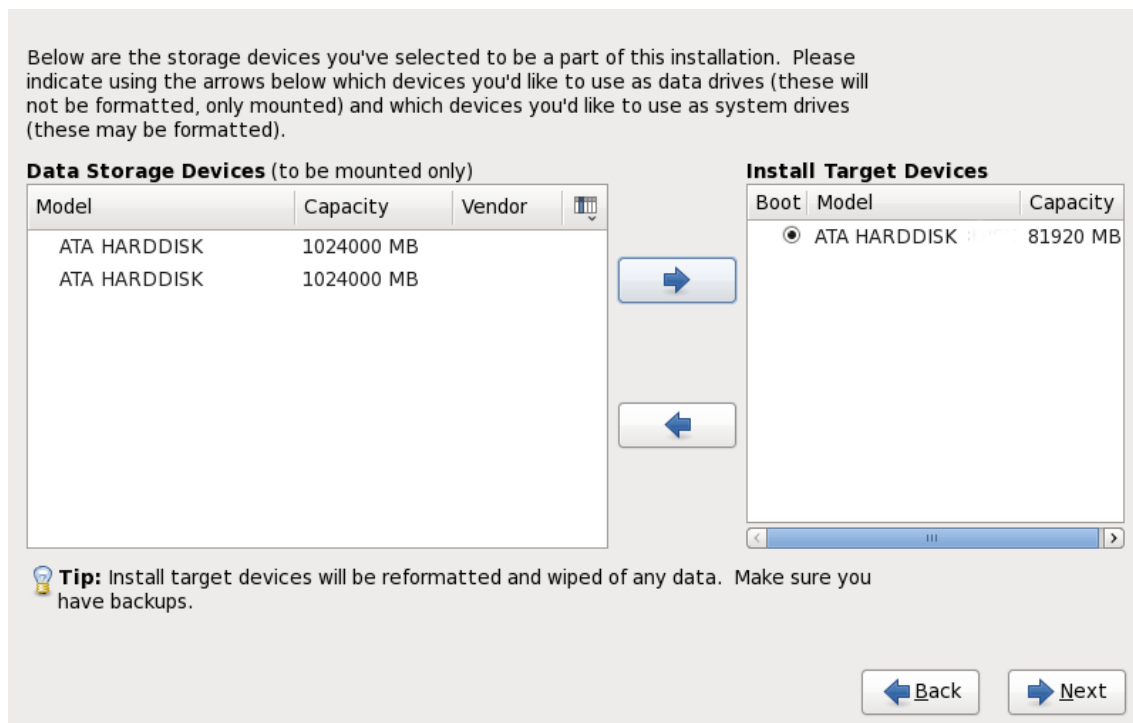 Below are the storage devices you've selected to be a part of this installation.  Please
indicate using the arrows below which devices you'd like to use as data drives (these will
not be formatted, only mounted) and which devices you'd like to use as system drives
(these may be formatted).
Data Storage Devices (to be mounted only)
Model Capacity Vendor
ATA HARDDISK 1024000 MB
ATA HARDDISK 1024000 MB
Install Target Devices
Boot Model Capacity
ATA HARDDISK 81920 MB
Tip: Install target devices will be reformatted and wiped of any data.  Make sure you
have backups.
Back Next